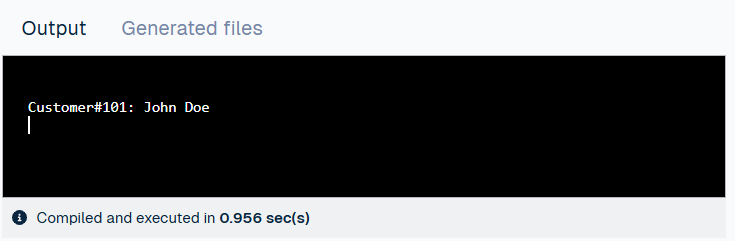 Output Generated files
Customer#101: John Doe
Compiled and executed in 0.956 sec(s)